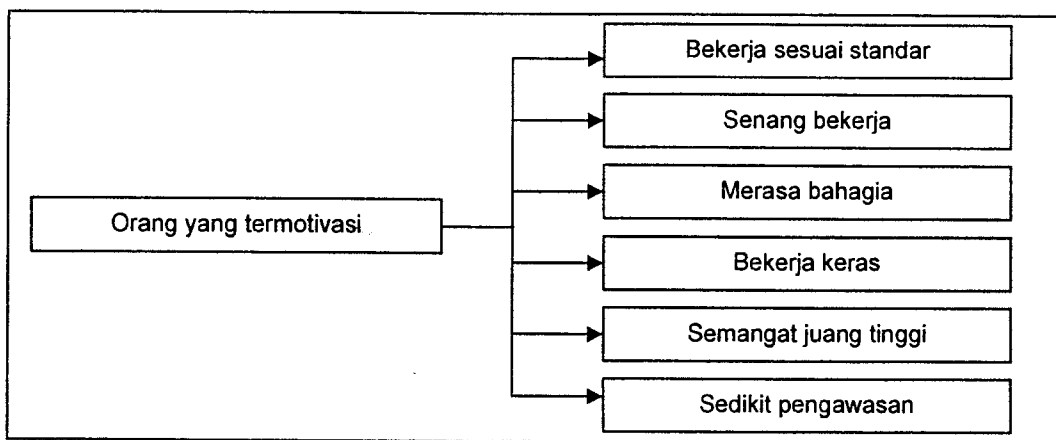 Bekerja sesuai standar
Senang bekerja
Merasa bahagia
Orang yang termotivasi
Bekerja keras
Semangat juang tinggi
Sedikit pengawasan